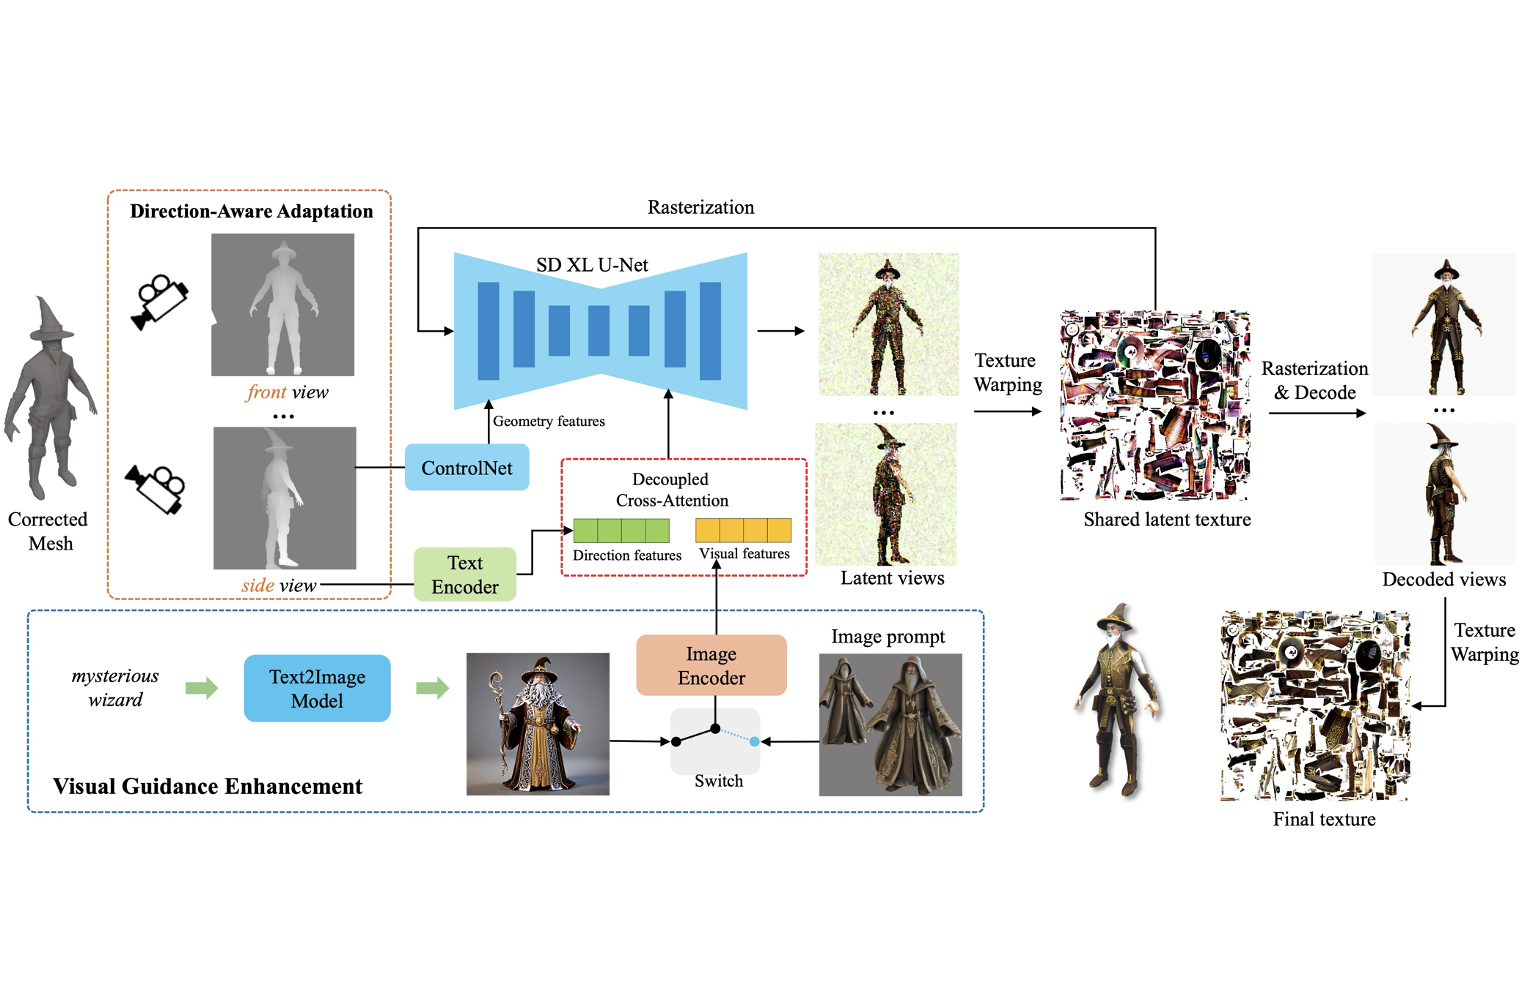 Direction-Aware Adaptation
front view
...
side view
Corrected
Mesh
Rasterization
SD XL U-Net
Geometry features
ControlNet
Text
Encoder
Decoupled
Cross-Attention
Direction features
Visual features
...
Latent views
Texture
Warping
Shared latent texture
Rasterization
& Decode
...
Decoded views
Texture
Warping
Final texture
mysterious
wizard
Text2Image
Model
Image
Encoder
Switch
Image prompt
Visual Guidance Enhancement